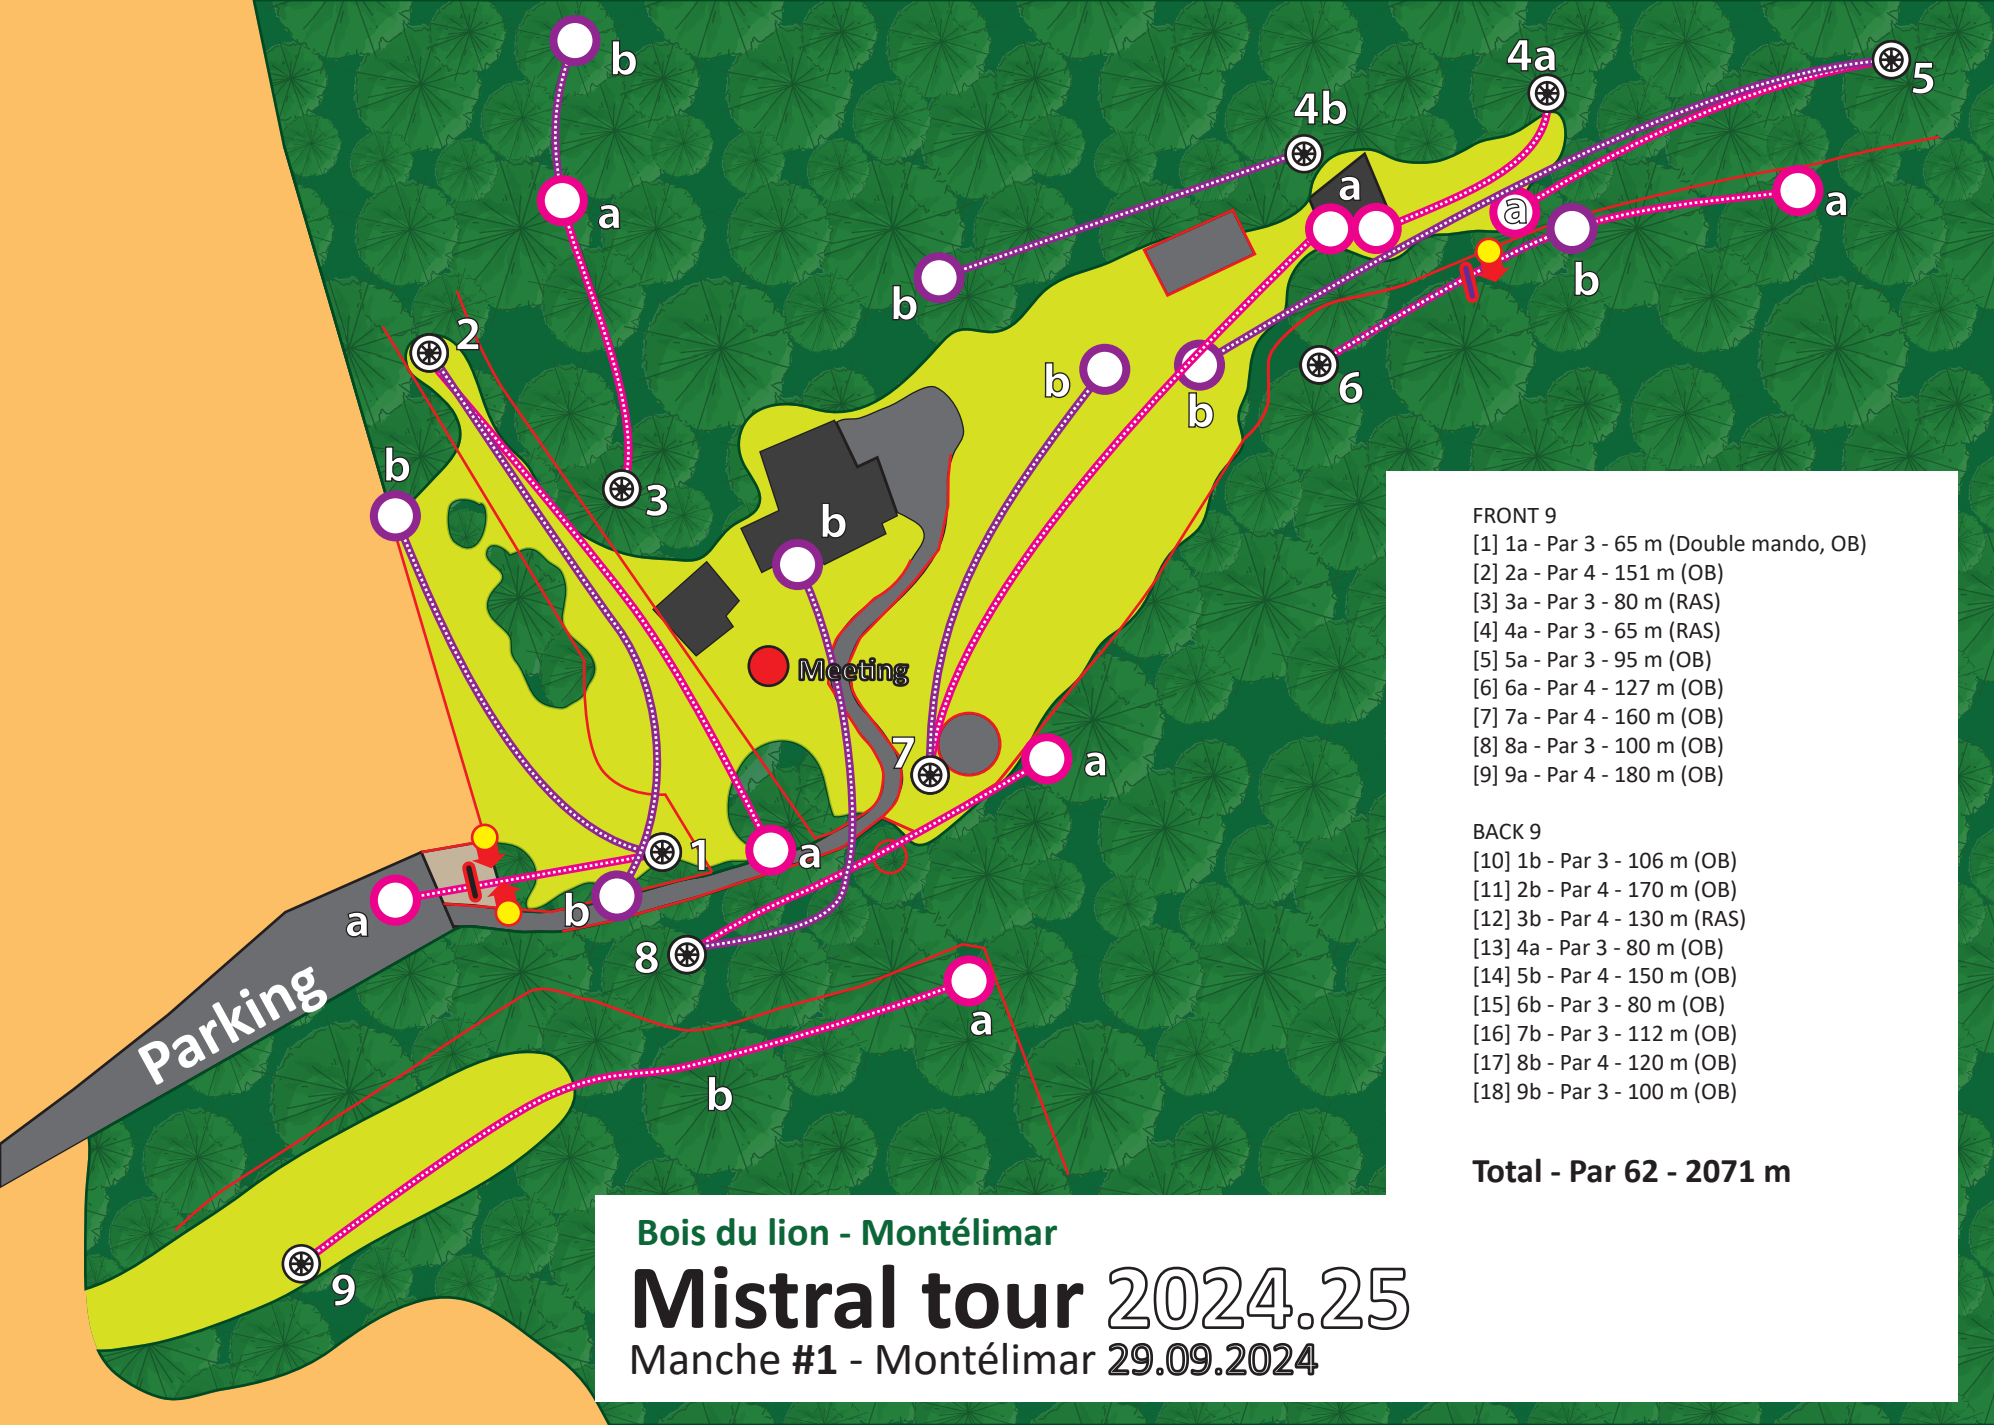 b
4a
4b
5
a
a
a
a
b
b
2
b
b
6
b
3
b
Meeting
7
a
1
a
a
b
8
Parking
a
b
9
FRONT 9
[1] 1a - Par 3 - 65 m (Double mando, OB)
[2] 2a - Par 4 - 151 m (OB)
[3] 3a - Par 3 - 80 m (RAS)
[4] 4a - Par 3 - 65 m (RAS)
[5] 5a - Par 3 - 95 m (OB)
[6] 6a - Par 4 - 127 m (OB)
[7] 7a - Par 4 - 160 m (OB)
[8] 8a - Par 3 - 100 m (OB)
[9] 9a - Par 4 - 180 m (OB)
BACK 9
[10] 1b - Par 3 - 106 m (OB)
[11] 2b - Par 4 - 170 m (OB)
[12] 3b - Par 4 - 130 m (RAS)
[13] 4a - Par 3 - 80 m (OB)
[14] 5b - Par 4 - 150 m (OB)
[15] 6b - Par 3 - 80 m (OB)
[16] 7b - Par 3 - 112 m (OB)
[17] 8b - Par 4 - 120 m (OB)
[18] 9b - Par 3 - 100 m (OB)
Total - Par 62 - 2071 m
Bois du lion - Montélimar
Mistral tour 2024.25
Manche #1 - Montélimar 29.09.2024